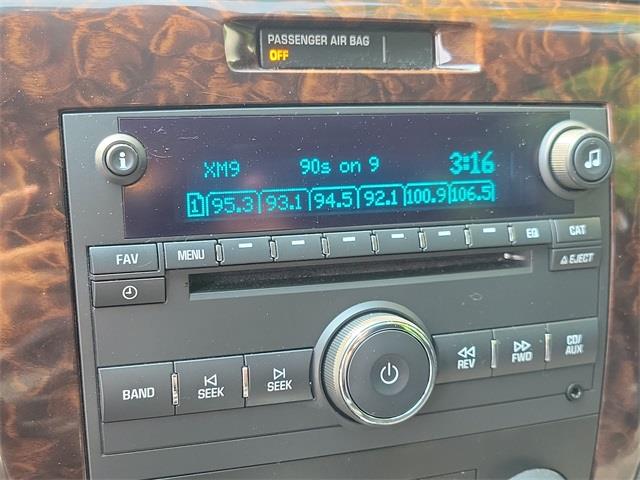 PASSENGER AIR BAG
OFF
XM9 90s on 9 3:16
1 95.3 93.1 94.5 92.1 100.9 106.5
FAV MENU EQ CAT
EJECT
BAND SEEK SEEK REV FWD CD/
AUX